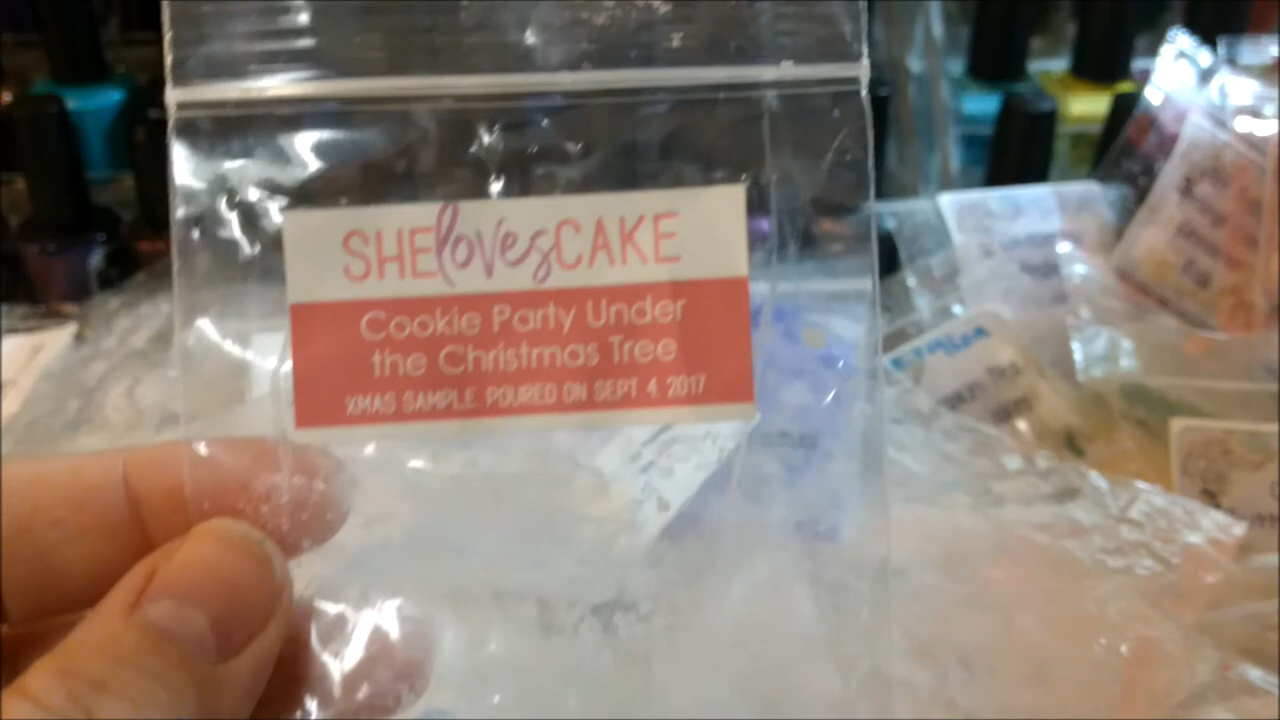 SHElovesCAKE
Cookie Party Under
the Christmas Tree
XMAS SAMPLE. POURED ON SEPT 4, 2017